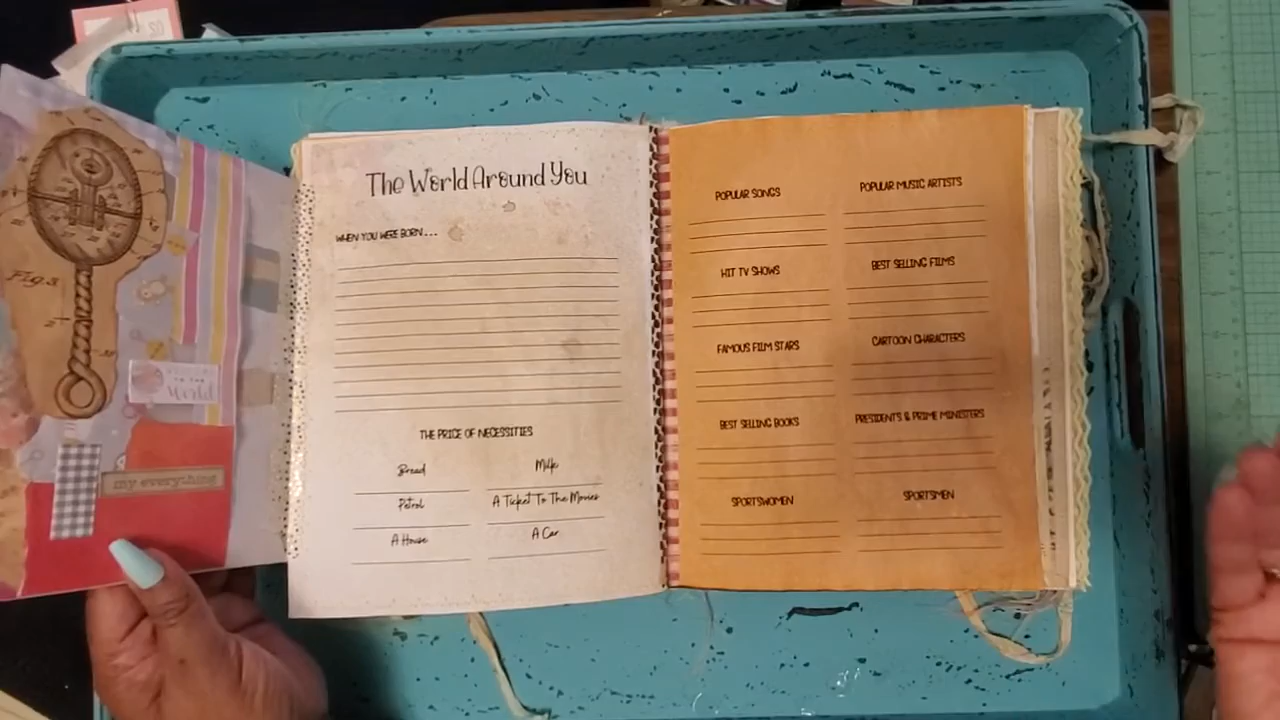 Fig. 3
World
my everything
The World Around You
WHEN YOU WERE BORN...
THE PRICE OF NECESSITIES
Bread
Milk
Petrol
A Ticket To The Movies
A House
A Car
POPULAR SONGS
POPULAR MUSIC ARTISTS
HIT TV SHOWS
BEST SELLING FILMS
FAMOUS FILM STARS
CARTOON CHARACTERS
BEST SELLING BOOKS
PRESIDENTS & PRIME MINISTERS
SPORTSWOMEN
SPORTSMEN